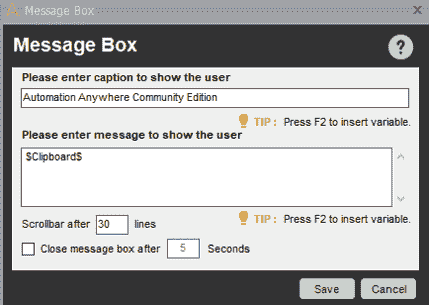 Message Box
Message Box
?
Please enter caption to show the user
Automation Anywhere Community Edition
TIP : Press F2 to insert variable.
Please enter message to show the user
$Clipboard$
TIP : Press F2 to insert variable.
Scrollbar after 30 lines
Close message box after 5 Seconds
Save Cancel